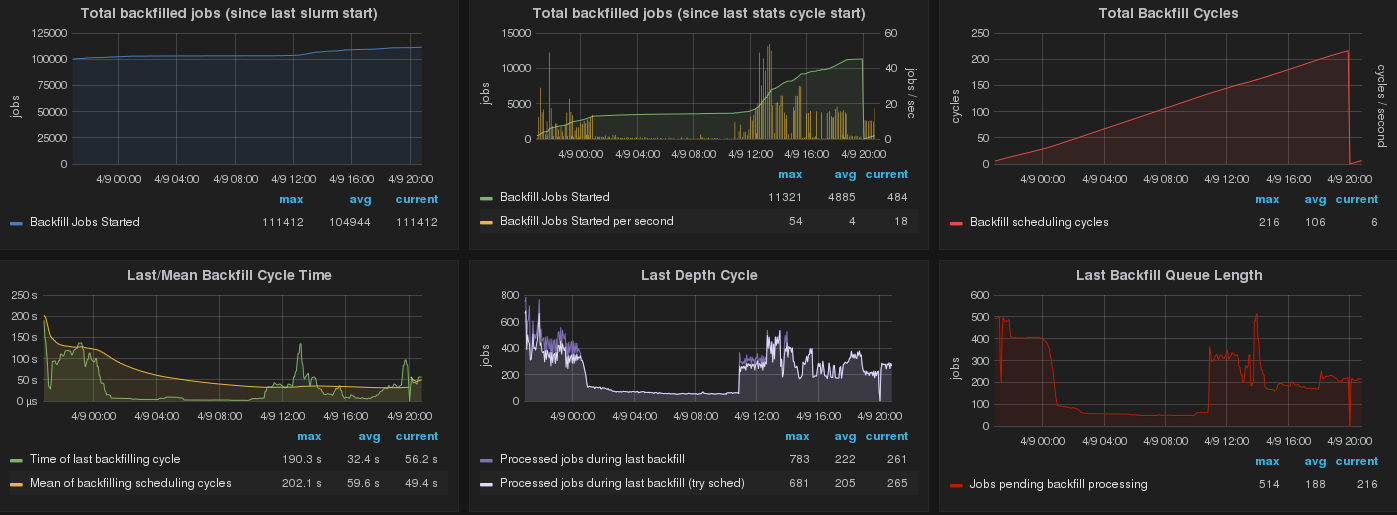 Total backfilled jobs (since last slurm start)
125000
100000
75000
50000
25000
0
jobs
4/9 00:00 4/9 04:00 4/9 08:00 4/9 12:00 4/9 16:00 4/9 20:00
max avg current
Backfill Jobs Started 111412 104944 111412
Total backfilled jobs (since last stats cycle start)
15000
10000
5000
0
jobs
60
40
20
0
jobs / sec
4/9 00:00 4/9 04:00 4/9 08:00 4/9 12:00 4/9 16:00 4/9 20:00
max avg current
Backfill Jobs Started 11321 4885 484
Backfill Jobs Started per second 54 4 18
Total Backfill Cycles
250
200
150
100
50
0
cycles
cycles / second
4/9 00:00 4/9 04:00 4/9 08:00 4/9 12:00 4/9 16:00 4/9 20:00
max avg current
Backfill scheduling cycles 216 106 6
Last/Mean Backfill Cycle Time
250 s
200 s
150 s
100 s
50 s
0 µs
4/9 00:00 4/9 04:00 4/9 08:00 4/9 12:00 4/9 16:00 4/9 20:00
max avg current
Time of last backfilling cycle 190.3 s 32.4 s 56.2 s
Mean of backfilling scheduling cycles 202.1 s 59.6 s 49.4 s
Last Depth Cycle
800
600
400
200
0
jobs
4/9 00:00 4/9 04:00 4/9 08:00 4/9 12:00 4/9 16:00 4/9 20:00
max avg current
Processed jobs during last backfill 783 222 261
Processed jobs during last backfill (try sched) 681 205 265
Last Backfill Queue Length
600
500
400
300
200
100
0
jobs
4/9 00:00 4/9 04:00 4/9 08:00 4/9 12:00 4/9 16:00 4/9 20:00
max avg current
Jobs pending backfill processing 514 188 216